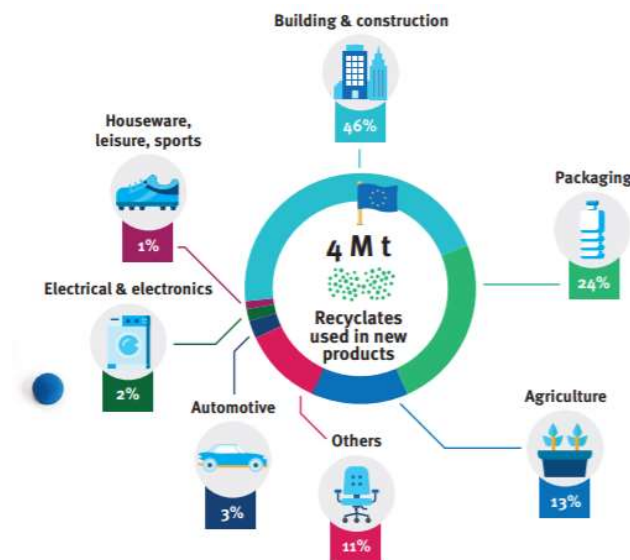 Building & construction
46%
Houseware,
leisure, sports
1%
Packaging
24%
4 Mt
Recyclates
used in new
products
Electrical & electronics
2%
Automotive
3%
Others
11%
Agriculture
13%